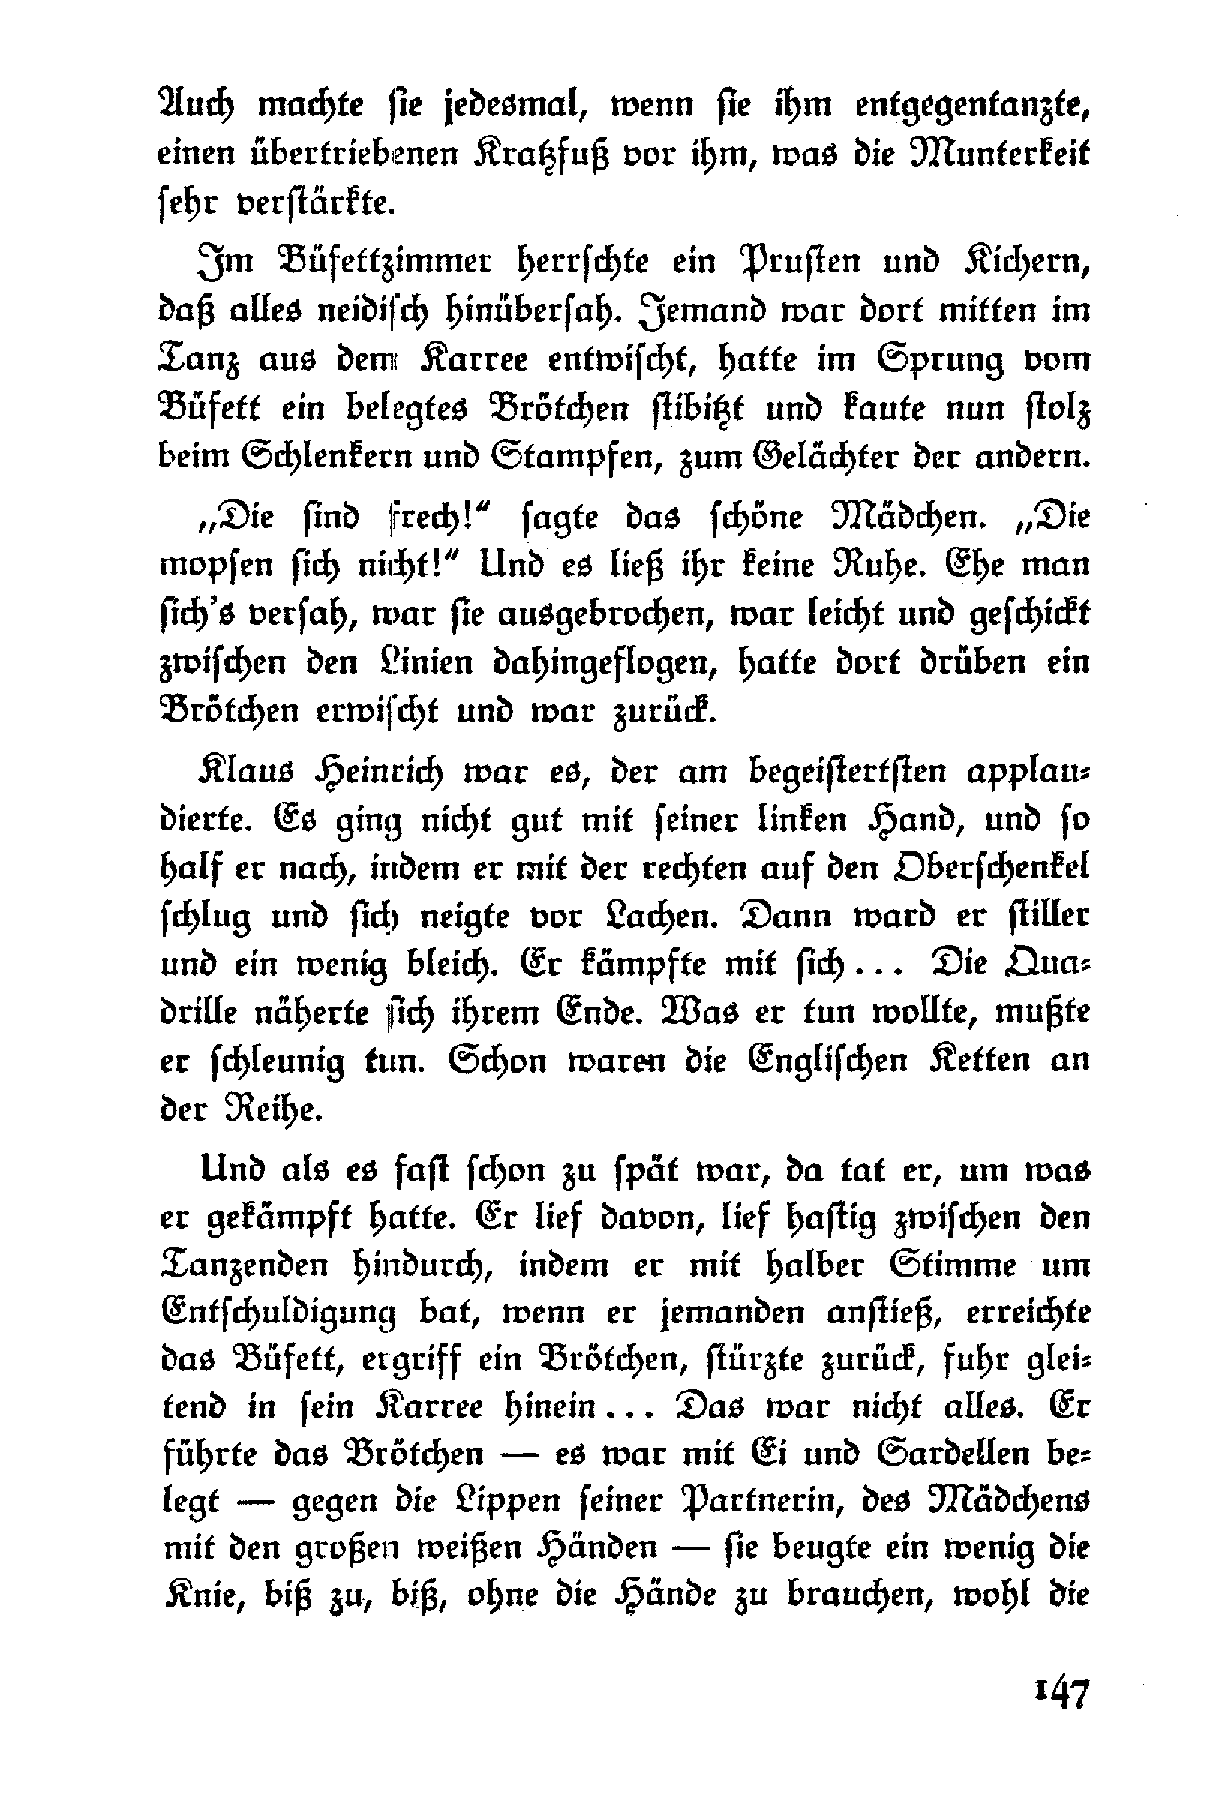 Auch machte sie jedesmal, wenn sie ihm entgegentanzte,
einen übertriebenen Kratzfuß vor ihm, was die Munterkeit
sehr verstärkte.
Im Büfettzimmer herrschte ein Prusten und Kichern,
daß alles neidisch hinübersah. Jemand war dort mitten im
Tanz aus dem Karree entwischt, hatte im Sprung vom
Büfett ein belegtes Brötchen stibitzt und kaute nun stolz
beim Schlenkern und Stampfen, zum Gelächter der andern.
„Die sind frech!“ sagte das schöne Mädchen. „Die
mopsen sich nicht!“ Und es ließ ihr keine Ruhe. Ehe man
sich's versah, war sie ausgebrochen, war leicht und geschickt
zwischen den Linien dahingeflogen, hatte dort drüben ein
Brötchen erwischt und war zurück.
Klaus Heinrich war es, der am begeistertsten applau-
dierte. Es ging nicht gut mit seiner linken Hand, und so
half er nach, indem er mit der rechten auf den Oberschenkel
schlug und sich neigte vor Lachen. Dann ward er stiller
und ein wenig bleich. Er kämpfte mit sich ... Die Qua-
drille näherte sich ihrem Ende. Was er tun wollte, mußte
er schleunig tun. Schon waren die Englischen Ketten an
der Reihe.
Und als es fast schon zu spät war, da tat er, um was
er gekämpft hatte. Er lief davon, lief hastig zwischen den
Tanzenden hindurch, indem er mit halber Stimme um
Entschuldigung bat, wenn er jemanden anstieß, erreichte
das Büfett, ergriff ein Brötchen, stürzte zurück, fuhr glei-
tend in sein Karree hinein ... Das war nicht alles. Er
führte das Brötchen — es war mit Ei und Sardellen be-
legt — gegen die Lippen seiner Partnerin, des Mädchens
mit den großen weißen Händen — sie beugte ein wenig die
Knie, biß zu, biß, ohne die Hände zu brauchen, wohl die
147